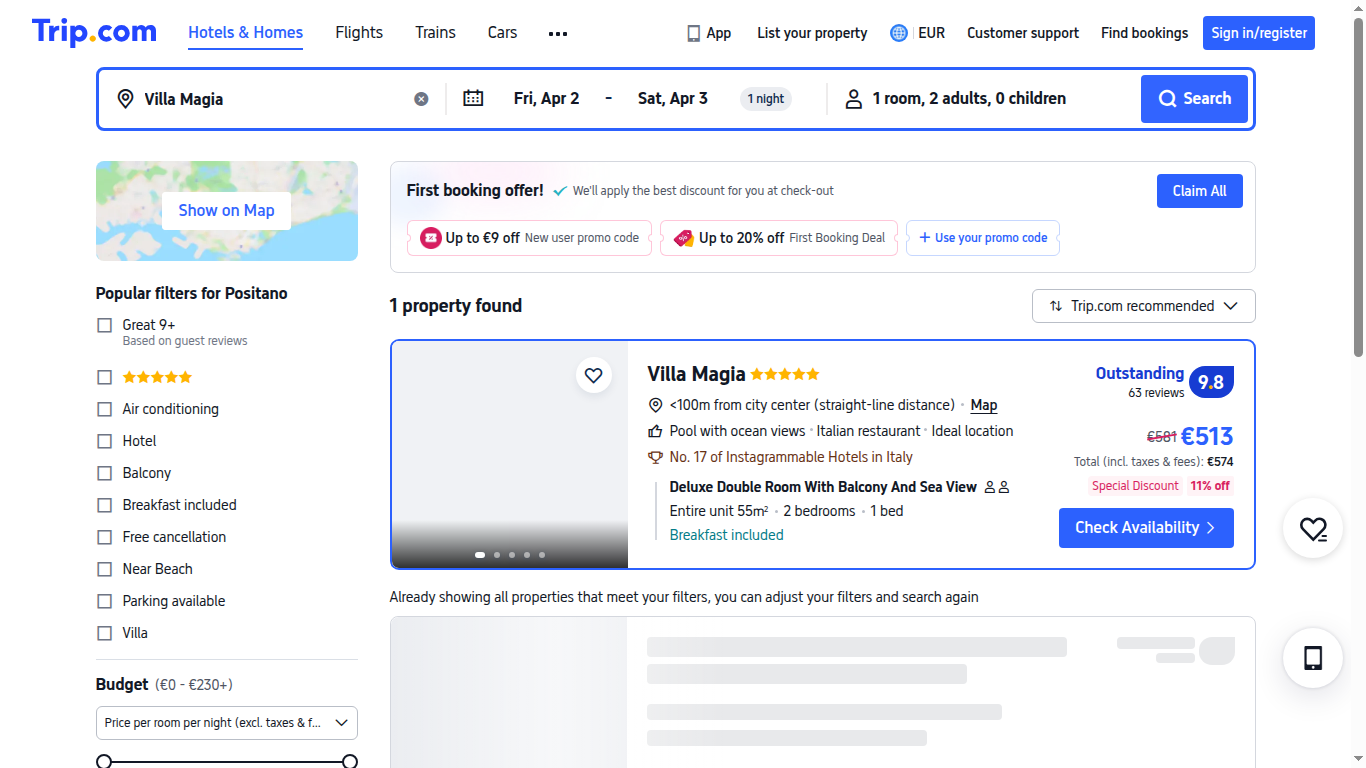 Trip.com
Hotels & Homes
Flights
Trains
Cars
App
List your property
EUR
Customer support
Find bookings
Sign in/register
Villa Magia
Fri, Apr 2 - Sat, Apr 3
1 night
1 room, 2 adults, 0 children
Search
Show on Map
First booking offer!
We'll apply the best discount for you at check-out
Claim All
Up to €9 off New user promo code
Up to 20% off First Booking Deal
+ Use your promo code
Popular filters for Positano
Great 9+
Based on guest reviews
Air conditioning
Hotel
Balcony
Breakfast included
Free cancellation
Near Beach
Parking available
Villa
Budget (€0 - €230+)
Price per room per night (excl. taxes & f...
1 property found
Trip.com recommended
Villa Magia
<100m from city center (straight-line distance) · Map
Pool with ocean views · Italian restaurant · Ideal location
No. 17 of Instagrammable Hotels in Italy
Deluxe Double Room With Balcony And Sea View
Entire unit 55m² · 2 bedrooms · 1 bed
Breakfast included
Outstanding
63 reviews
9.8
€581 €513
Total (incl. taxes & fees): €574
Special Discount 11% off
Check Availability
Already showing all properties that meet your filters, you can adjust your filters and search again